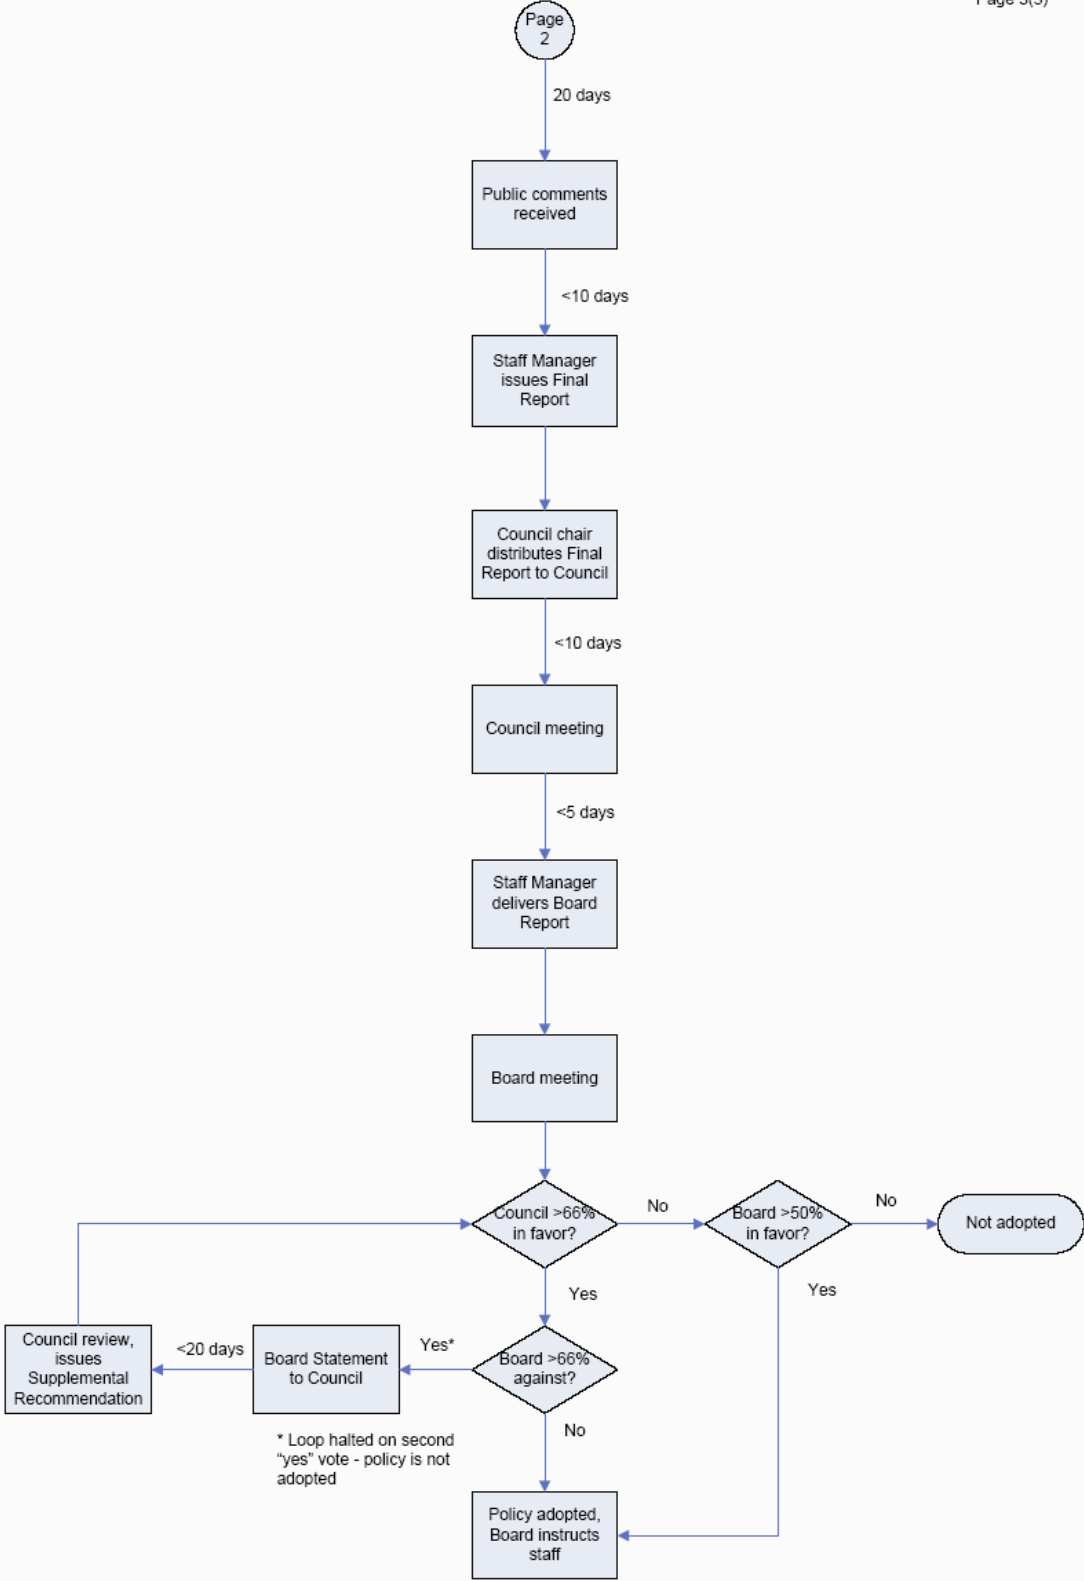 Page 3(3)
Page
2
20 days
Public comments
received
<10 days
Staff Manager
issues Final
Report
Council chair
distributes Final
Report to Council
<10 days
Council meeting
<5 days
Staff Manager
delivers Board
Report
Board meeting
Council >66%
in favor?
No
Board >50%
in favor?
No
Not adopted
Yes
Yes
Council review,
issues
Supplemental
Recommendation
<20 days
Board Statement
to Council
Yes*
Board >66%
against?
No
* Loop halted on second
“yes” vote - policy is not
adopted
Policy adopted,
Board instructs
staff